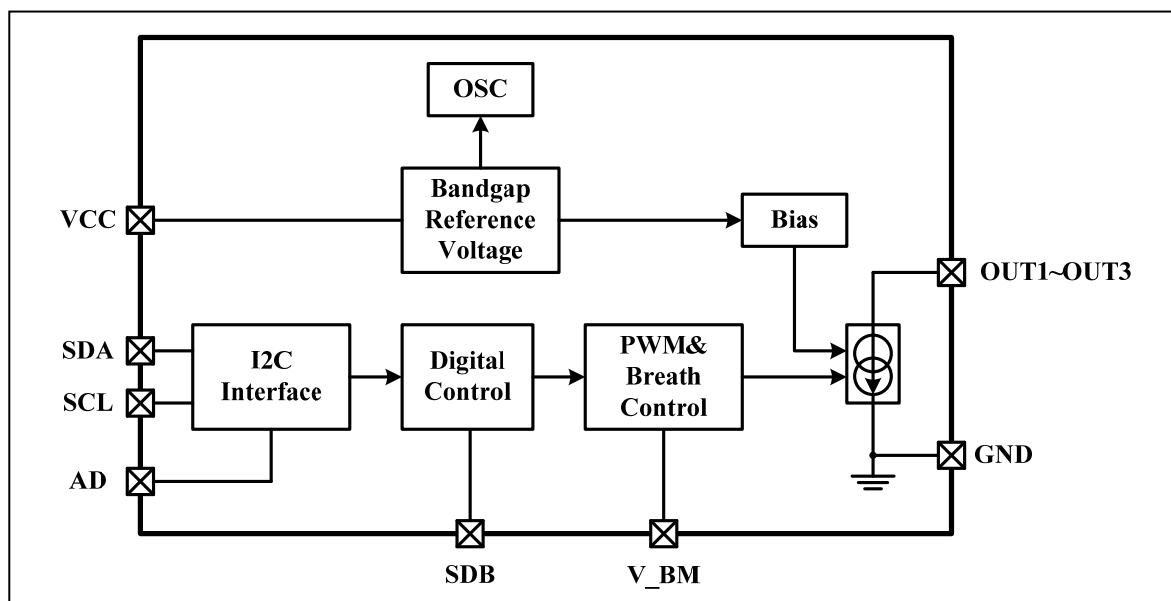 OSC
VCC
Bandgap
Reference
Voltage
Bias
OUT1~OUT3
SDA
SCL
AD
I2C
Interface
Digital
Control
PWM&
Breath
Control
GND
SDB
V_BM